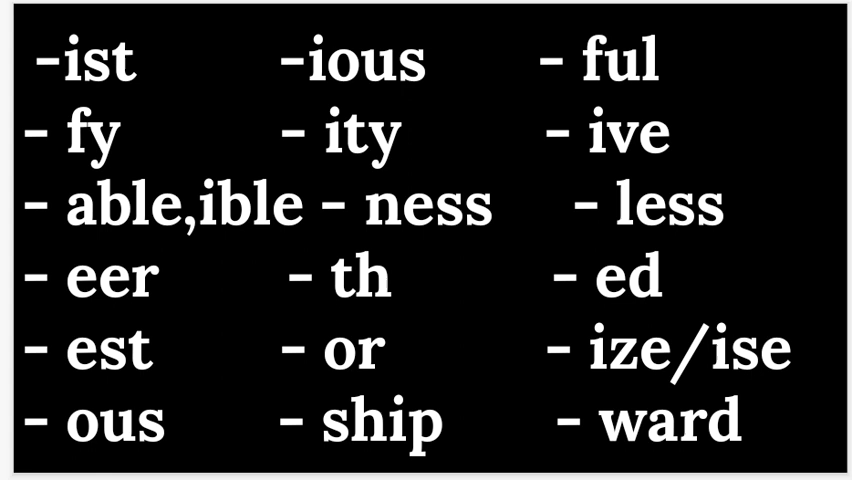 -ist -ious - ful
- fy - ity - ive
- able,ible - ness - less
- eer - th - ed
- est - or - ize/ise
- ous - ship - ward